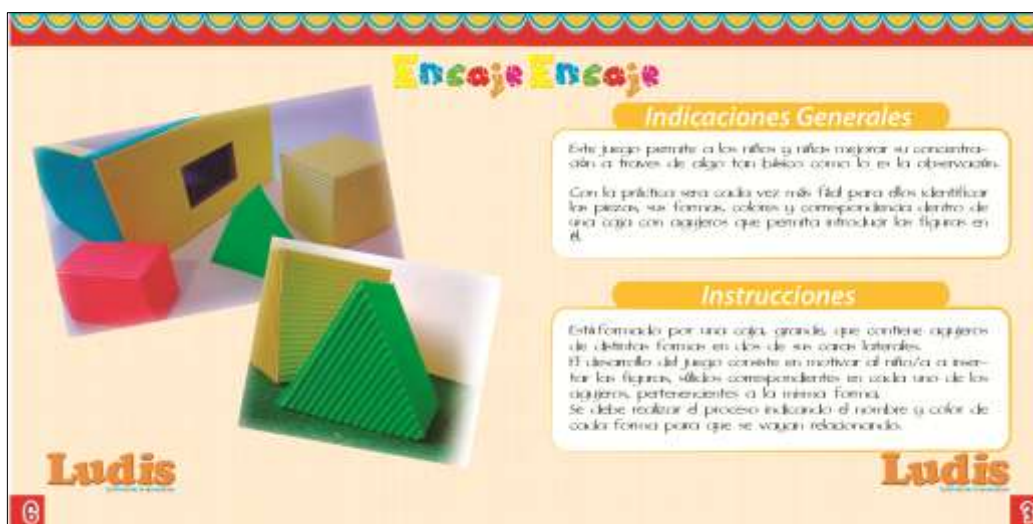 Encaje Encaje
Indicaciones Generales
Este juego permite a los niños y niñas mejorar su concentra-
ción a traves de algo tan básico como lo es la observación.
Con la práctica sera cada vez más fácil para ellos identificar
las piezas, sus formas, colores y correspondencia dentro de
una caja con agujeros que permita introducir las figuras en
él.
Instrucciones
Está formado por una caja, grande, que contiene agujeros
de distintas formas en dos de sus caras laterales.
El desarrollo del juego consiste en motivar al niño/a a inser-
tar las figuras, sólidos correspondientes en cada uno de los
agujeros, pertenecientes a la misma forma.
Se debe realizar el proceso indicando el nombre y color de
cada forma para que se vayan relacionando.
Ludis
Ludis
6